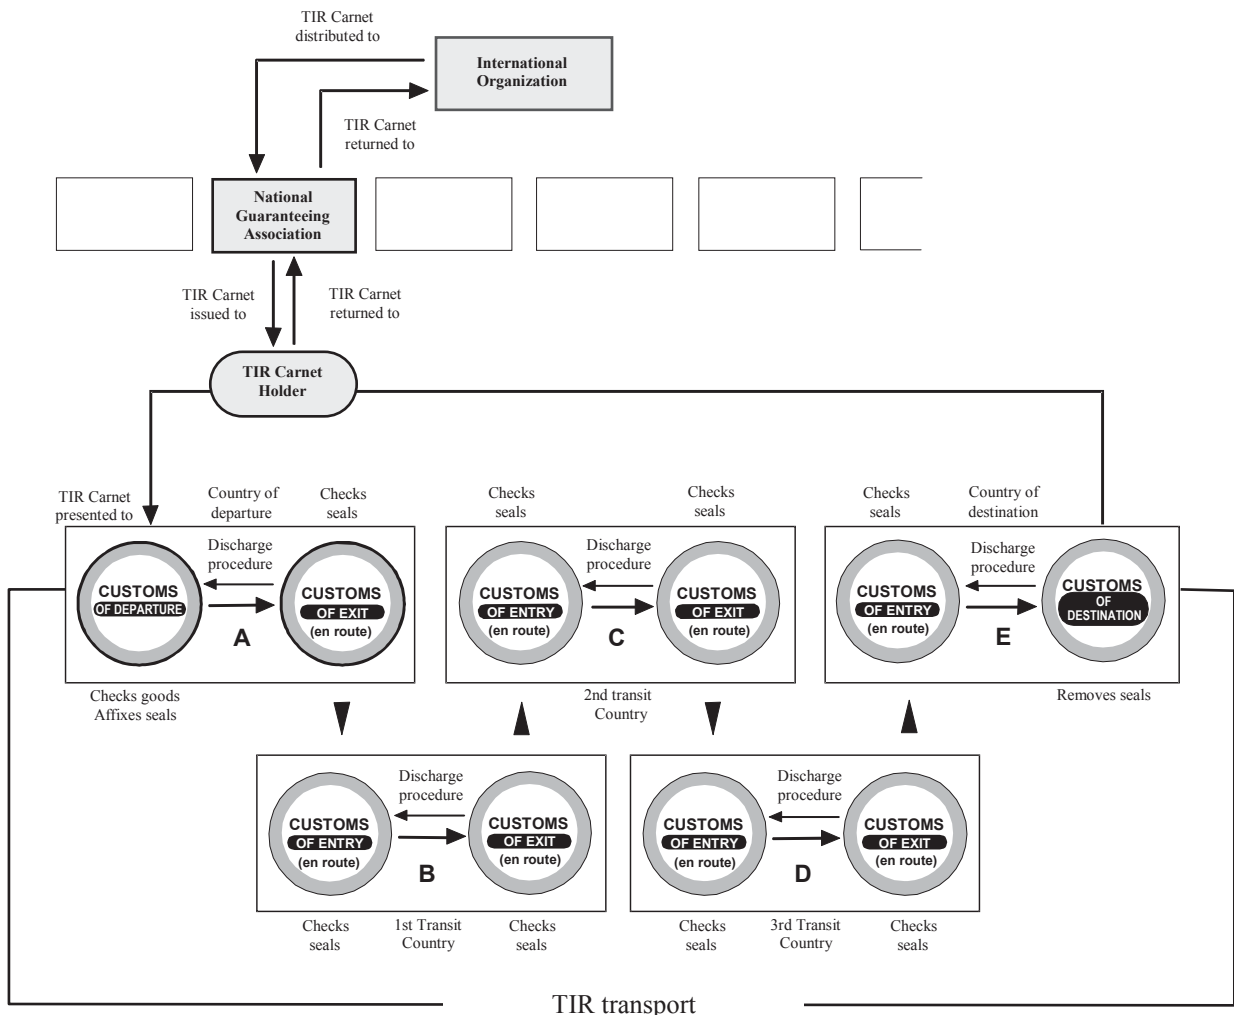 TIR Carnet
distributed to
International
Organization
TIR Carnet
returned to
National
Guaranteeing
Association
TIR Carnet
issued to
TIR Carnet
returned to
TIR Carnet
Holder
TIR Carnet
presented to
Country of
departure
Checks
seals
Checks
seals
Checks
seals
Checks
seals
Country of
destination
CUSTOMS
OF DEPARTURE
Discharge
procedure
A
CUSTOMS
OF EXIT
(en route)
CUSTOMS
OF ENTRY
(en route)
Discharge
procedure
C
CUSTOMS
OF EXIT
(en route)
CUSTOMS
OF ENTRY
(en route)
Discharge
procedure
E
CUSTOMS
OF
DESTINATION
Checks goods
Affixes seals
2nd transit
Country
Removes seals
CUSTOMS
OF ENTRY
(en route)
Discharge
procedure
B
CUSTOMS
OF EXIT
(en route)
CUSTOMS
OF ENTRY
(en route)
Discharge
procedure
D
CUSTOMS
OF EXIT
(en route)
Checks
seals
1st Transit
Country
Checks
seals
Checks
seals
3rd Transit
Country
Checks
seals
TIR transport